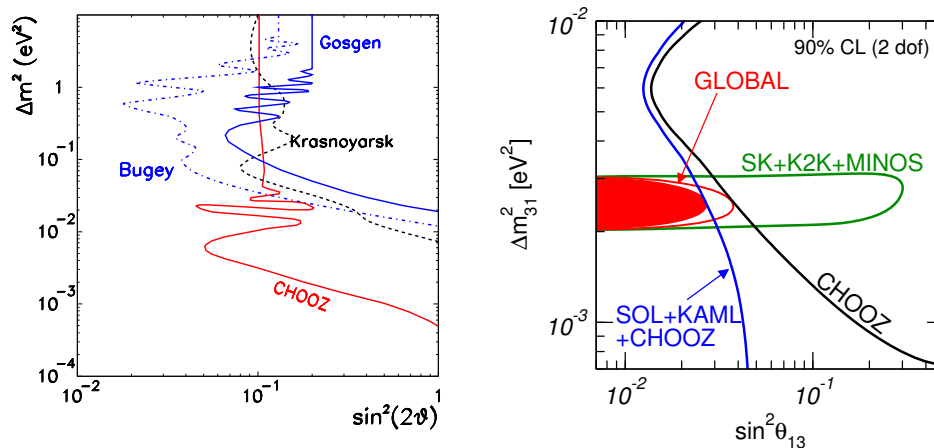 Δm² (eV²)
1
10⁻¹
10⁻²
10⁻³
10⁻⁴
10⁻²
10⁻¹
1
sin²(2ϑ)
Gosgen
Krasnoyarsk
Bugey
CHOOZ
10⁻²
10⁻³
Δm²₃₁ [eV²]
90% CL (2 dof)
GLOBAL
SK+K2K+MINOS
CHOOZ
SOL+KAML
+CHOOZ
10⁻²
10⁻¹
sin²θ₁₃